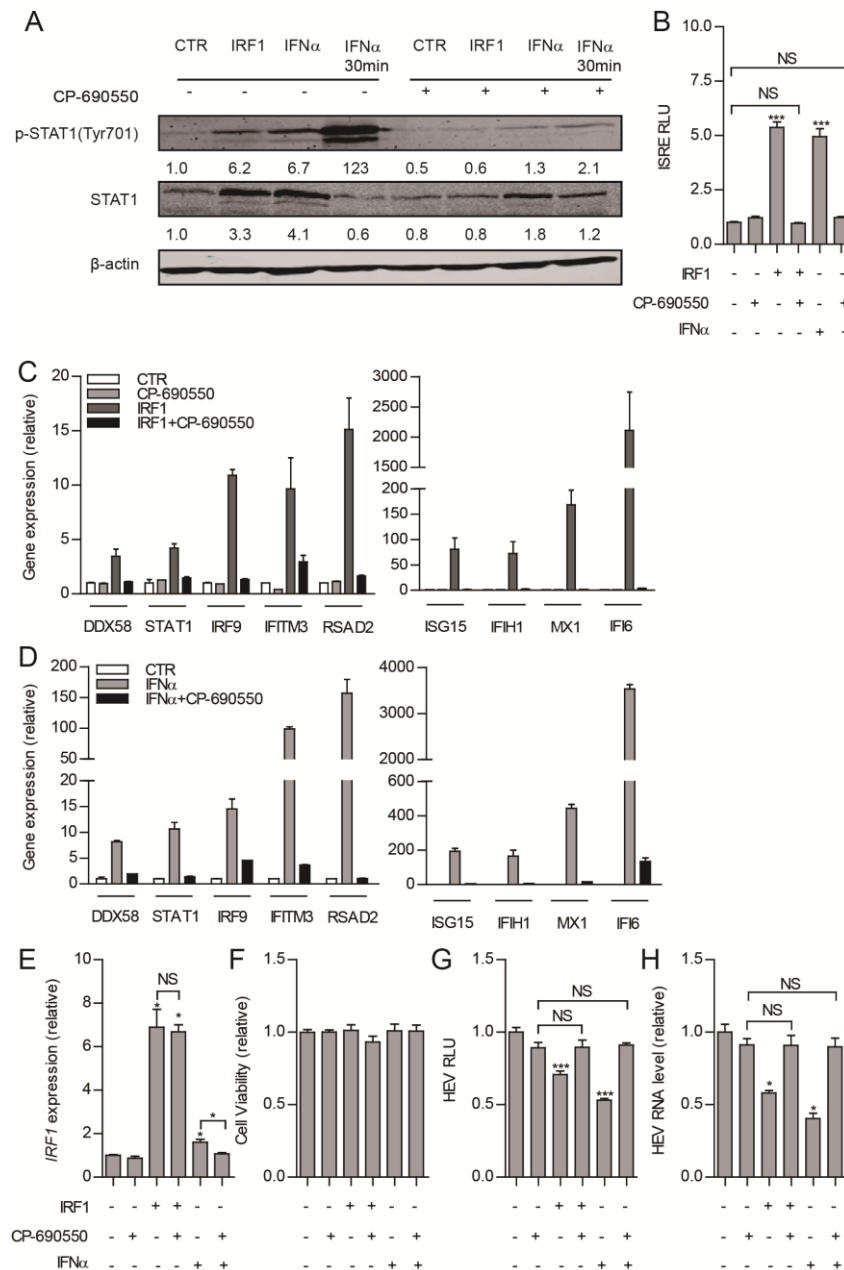 A
CTR IRF1 IFNα IFNα 30min CTR IRF1 IFNα IFNα 30min
CP-690550 - - - - + + + +
p-STAT1(Tyr701)
1.0 6.2 6.7 123 0.5 0.6 1.3 2.1
STAT1
1.0 3.3 4.1 0.6 0.8 0.8 1.8 1.2
β-actin
B
ISRE RLU
10.0
7.5
5.0
2.5
0.0
NS
NS
*** ***
IRF1 - - + + - -
CP-690550 - + - + - +
IFNα - - - - +
C
Gene expression (relative)
20
15
10
5
0
CTR
CP-690550
IRF1
IRF1+CP-690550
DDX58 STAT1 IRF9 IFITM3 RSAD2
3000
2500
2000
1500
1000
500
200
150
100
50
0
ISG15 IFIH1 MX1 IFI6
D
Gene expression (relative)
200
150
100
50
20
15
10
5
0
CTR
IFNα
IFNα+CP-690550
DDX58 STAT1 IRF9 IFITM3 RSAD2
4000
3000
2000
600
400
200
0
ISG15 IFIH1 MX1 IFI6
E
IRF1 expression (relative)
10
8
6
4
2
0
NS
* * * *
F
Cell Viability (relative)
1.5
1.0
0.5
0.0
G
HEV RLU
1.5
1.0
0.5
0.0
NS
NS
*** ***
H
HEV RNA level (relative)
1.5
1.0
0.5
0.0
NS
NS
* *
IRF1 - - + + - - - - + + - - - - + + - - - - + + - -
CP-690550 - + - + - + - + - + - + - + - + - + - + - + - +
IFNα - - - - + + - - - - + + - - - - + + - - - - + +